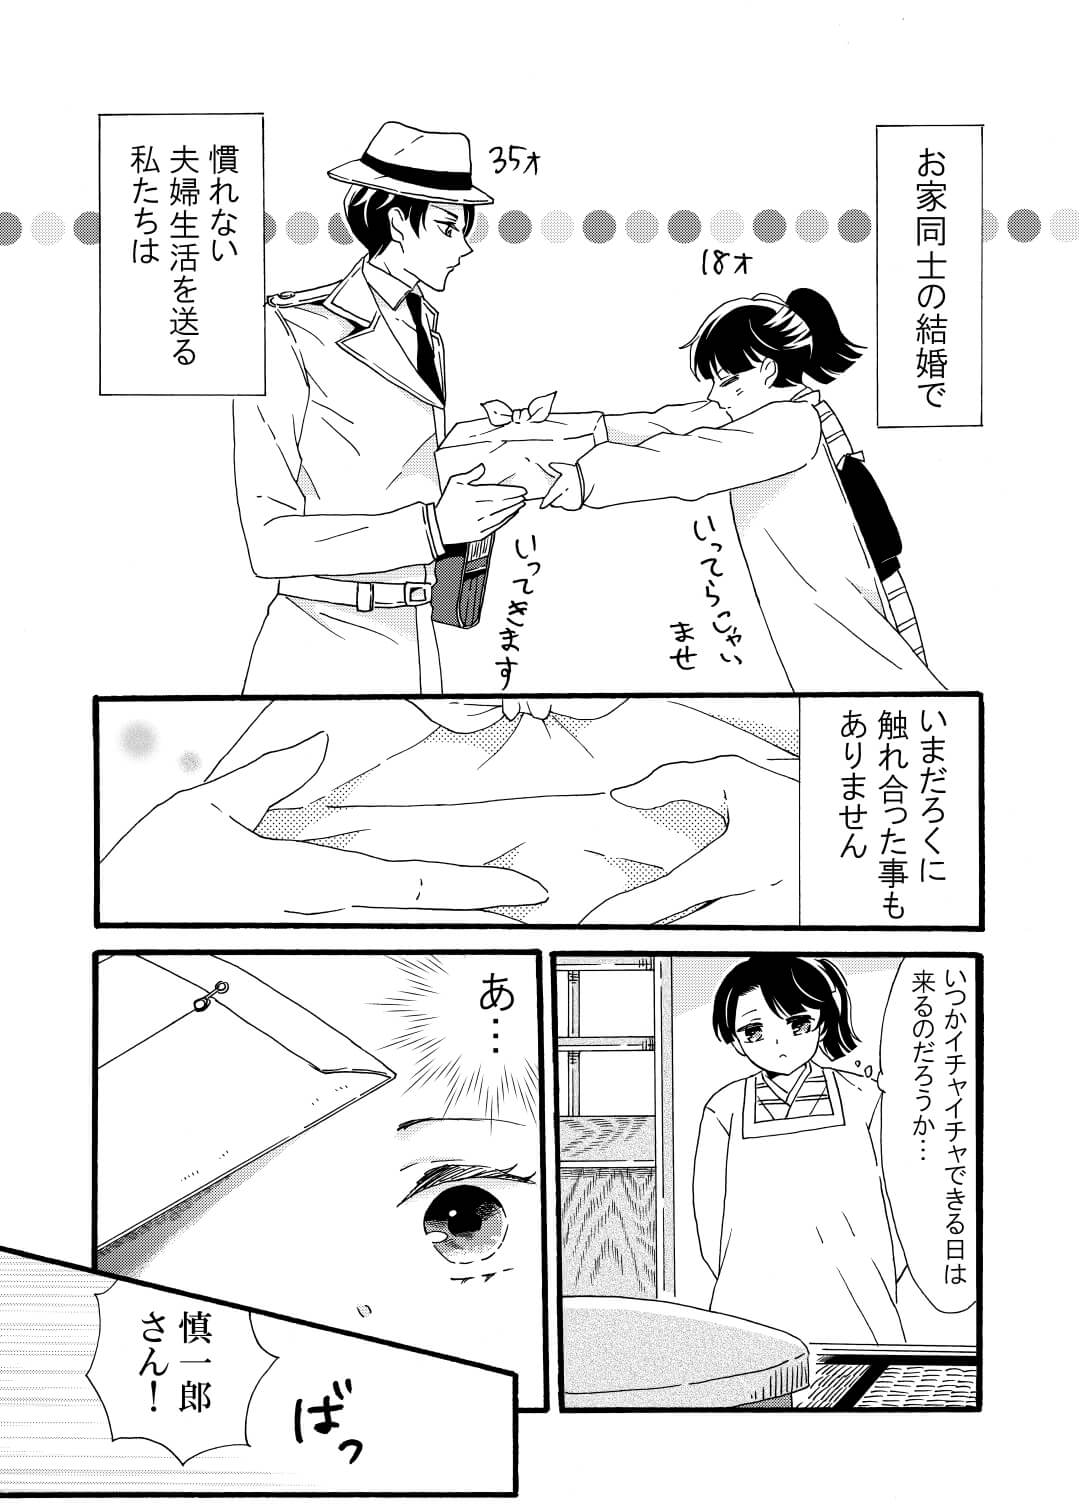 お家同士の結婚で
慣れない
夫婦生活を送る
私たちは
35才
18才
いってらっしゃい
ませ
いってきます
いまだろくに
触れ合った事も
ありません
いつかイチャイチャできる日は
来るのだろうか…
あ…
慎一郎
さん!
ばっ